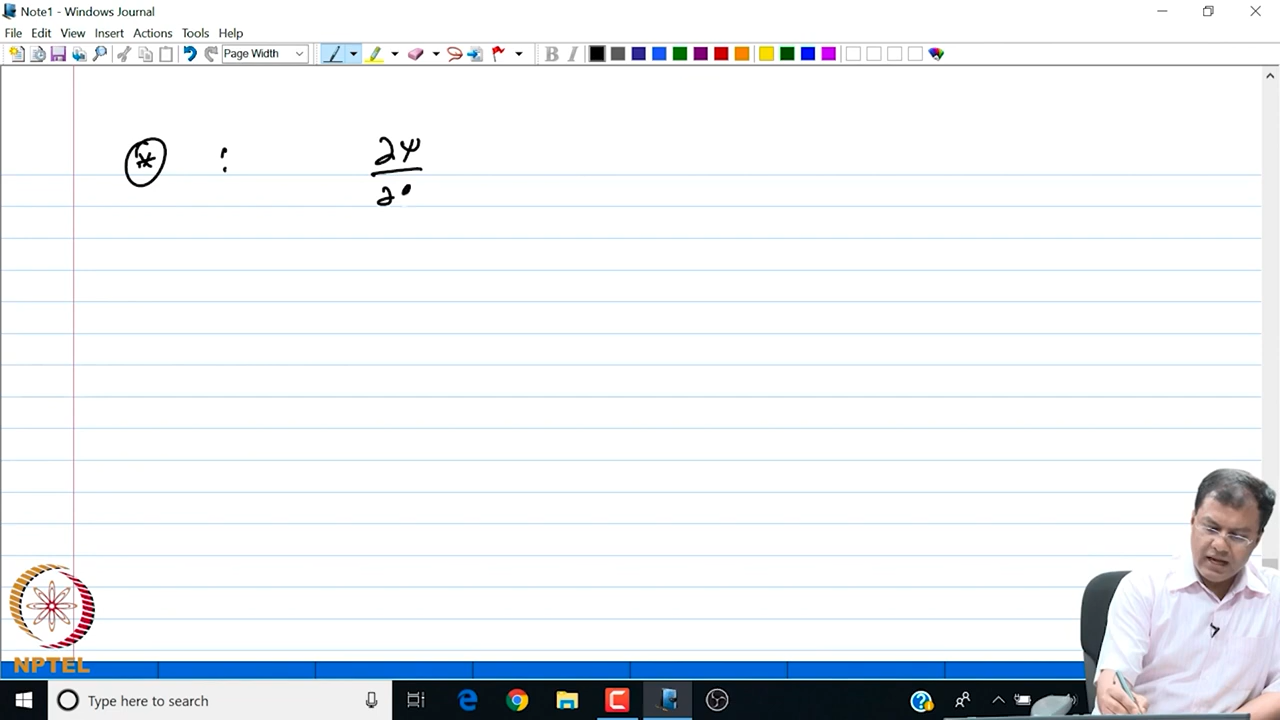 Note1 - Windows Journal
File Edit View Insert Actions Tools Help
Page Width
B I
* :
∂ψ
∂
NPTEL
Type here to search